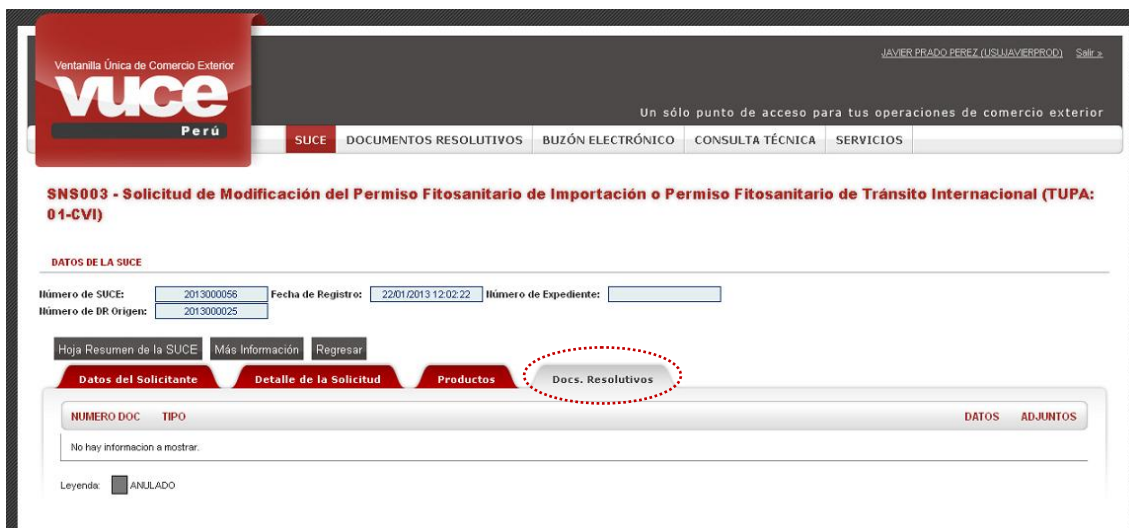 Ventanilla Única de Comercio Exterior
vuce
Perú
JAVIER PRADO PEREZ (USUJAVIERPROD) Salir »
Un sólo punto de acceso para tus operaciones de comercio exterior
SUCE DOCUMENTOS RESOLUTIVOS BUZÓN ELECTRÓNICO CONSULTA TÉCNICA SERVICIOS
SNS003 - Solicitud de Modificación del Permiso Fitosanitario de Importación o Permiso Fitosanitario de Tránsito Internacional (TUPA:
01-CVI)
DATOS DE LA SUCE
Número de SUCE: 2013000056 Fecha de Registro: 22/01/2013 12:02:22 Número de Expediente:
Número de DR Origen: 2013000025
Hoja Resumen de la SUCE Más Información Regresar
Datos del Solicitante Detalle de la Solicitud Productos Docs. Resolutivos
NUMERO DOC TIPO DATOS ADJUNTOS
No hay informacion a mostrar.
Leyenda: ANULADO